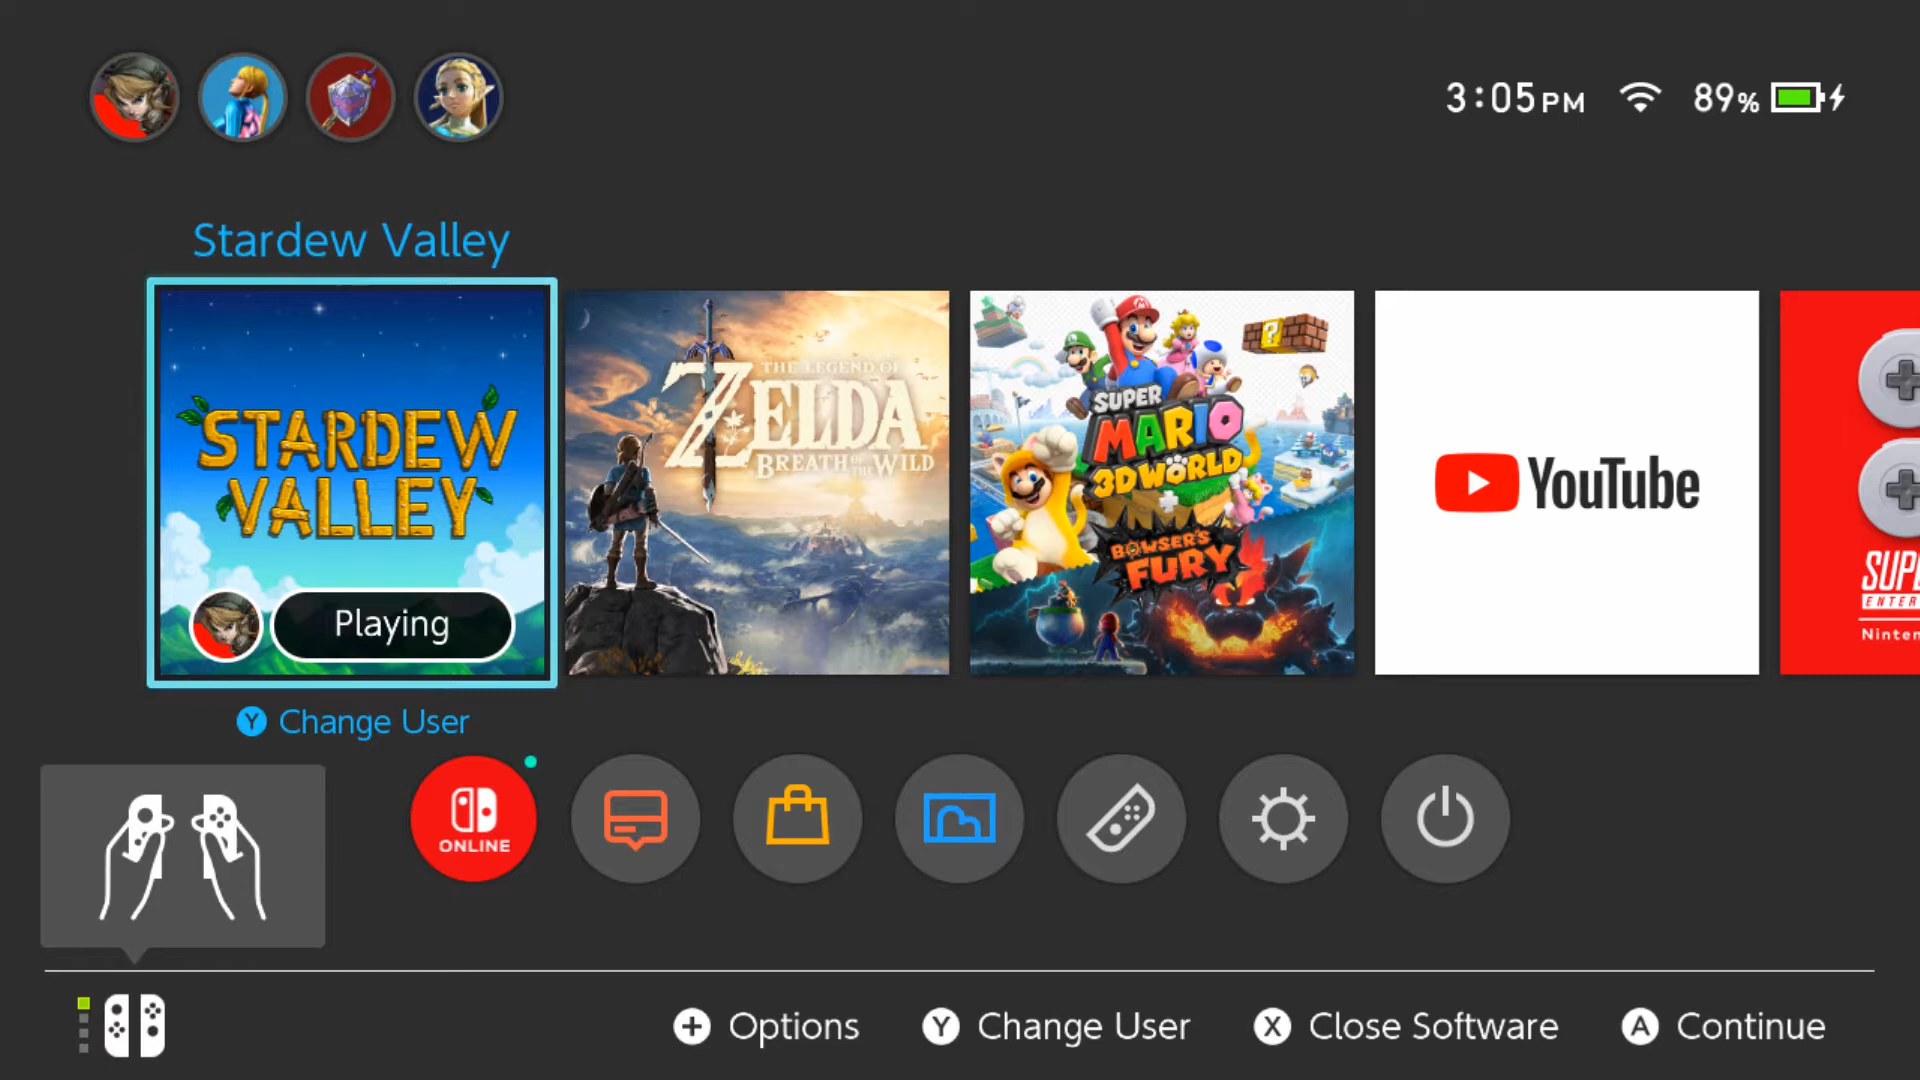 3:05PM
89%
Stardew Valley
STARDEW
VALLEY
Playing
THE LEGEND OF
ZELDA
BREATH OF THE WILD
SUPER
MARIO
3D WORLD
+
BOWSER'S
FURY
YouTube
Y Change User
ONLINE
+ Options
Y Change User
X Close Software
A Continue